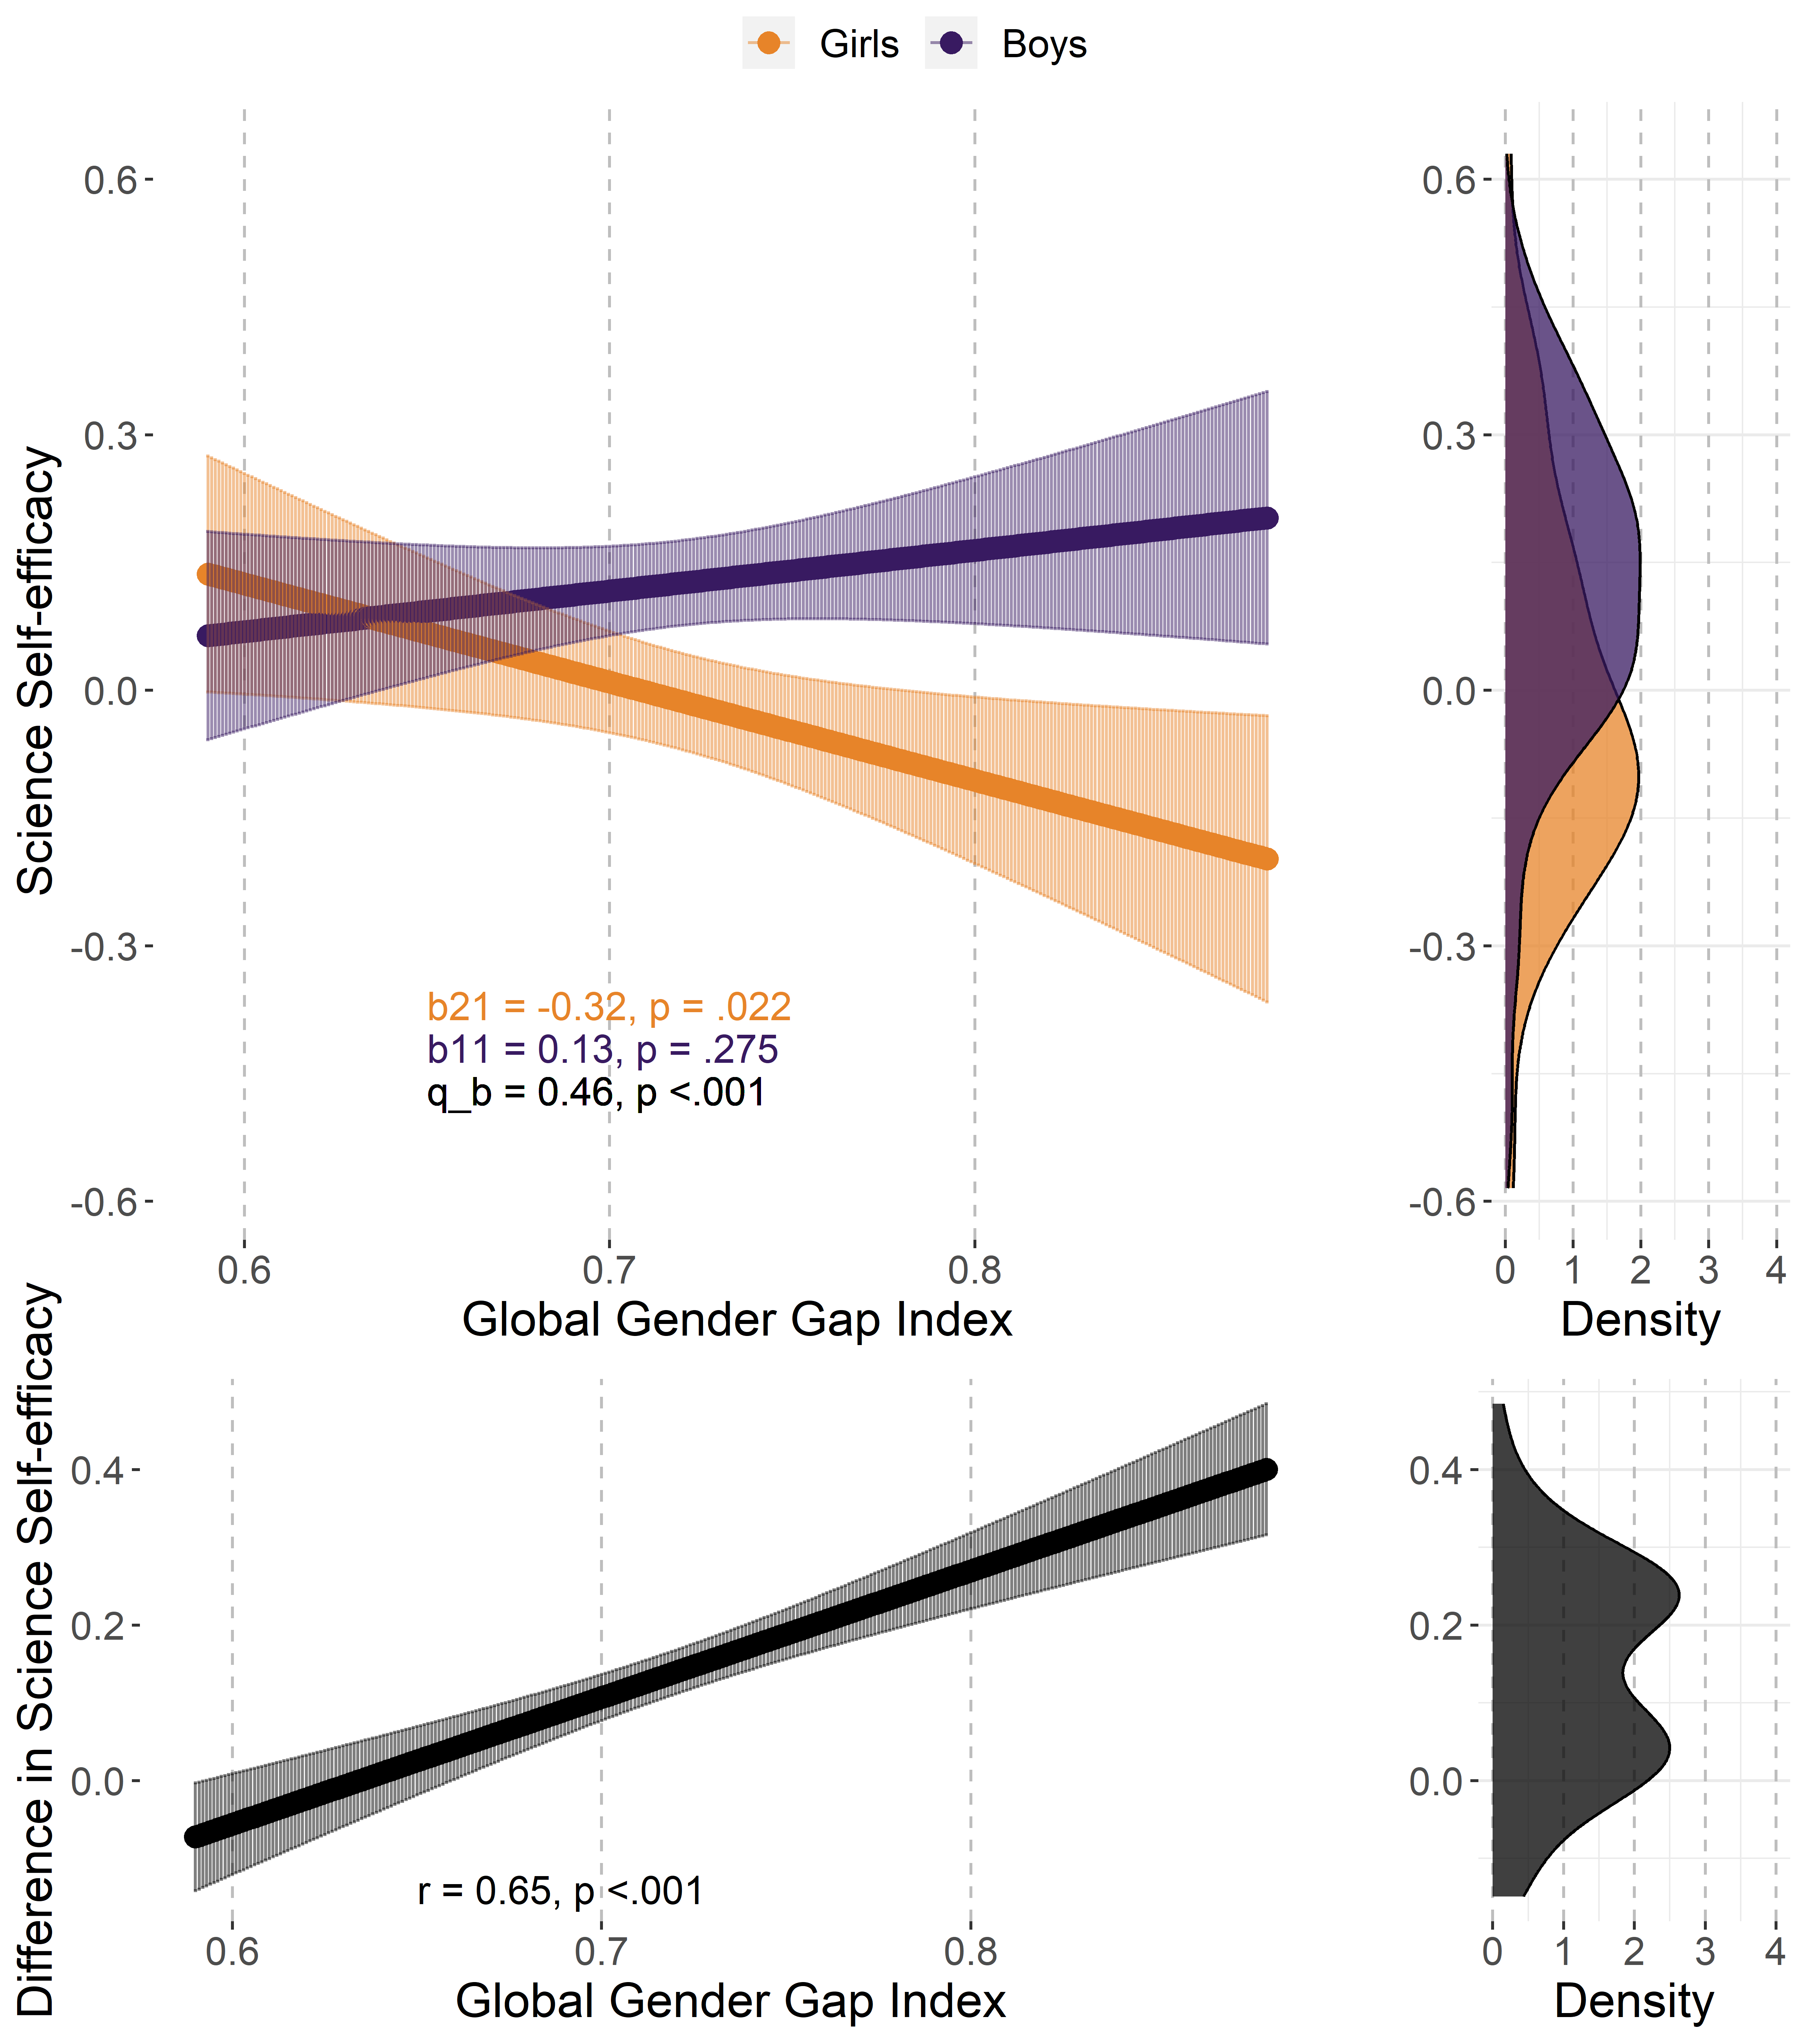 Girls Boys
Science Self-efficacy
0.6
0.3
0.0
-0.3
-0.6
b21 = -0.32, p = .022
b11 = 0.13, p = .275
q_b = 0.46, p <.001
0.6 0.7 0.8
Global Gender Gap Index
0.6
0.3
0.0
-0.3
-0.6
0 1 2 3 4
Density
Difference in Science Self-efficacy
0.4
0.2
0.0
r = 0.65, p <.001
0.6 0.7 0.8
Global Gender Gap Index
0.4
0.2
0.0
0 1 2 3 4
Density